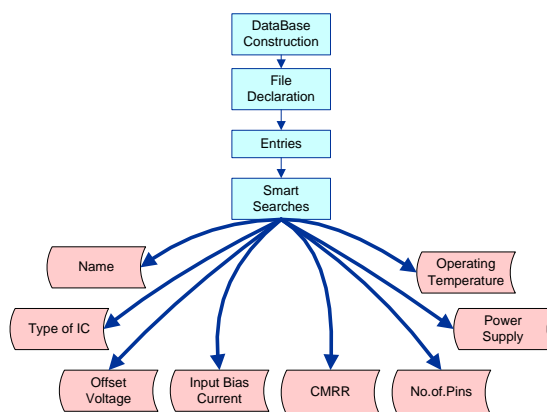 DataBase
Construction
File
Declaration
Entries
Smart
Searches
Name
Operating
Temperature
Type of IC
Power
Supply
Offset
Voltage
Input Bias
Current
CMRR
No.of.Pins